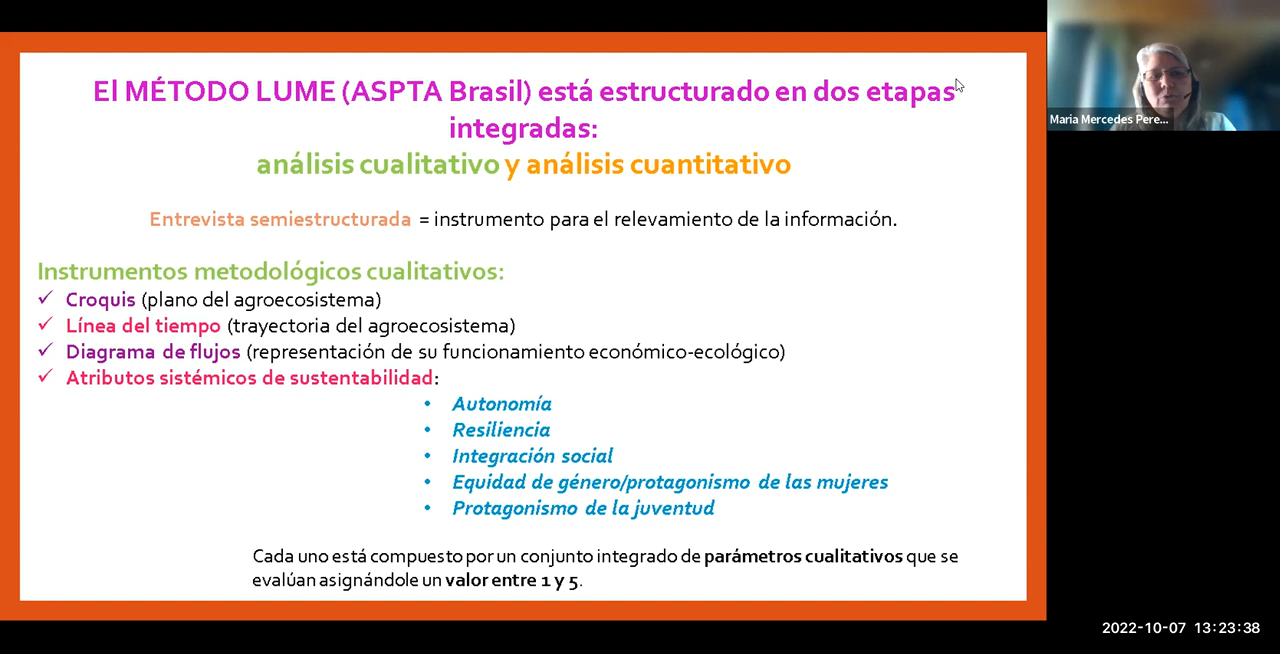 El MÉTODO LUME (ASPTA Brasil) está estructurado en dos etapas
integradas:
análisis cualitativo y análisis cuantitativo
Entrevista semiestructurada = instrumento para el relevamiento de la información.
Instrumentos metodológicos cualitativos:
✓ Croquis (plano del agroecosistema)
✓ Línea del tiempo (trayectoria del agroecosistema)
✓ Diagrama de flujos (representación de su funcionamiento económico-ecológico)
✓ Atributos sistémicos de sustentabilidad:
• Autonomía
• Resiliencia
• Integración social
• Equidad de género/protagonismo de las mujeres
• Protagonismo de la juventud
Cada uno está compuesto por un conjunto integrado de parámetros cualitativos que se
evalúan asignándole un valor entre 1 y 5.
Maria Mercedes Pere...
2022-10-07 13:23:38